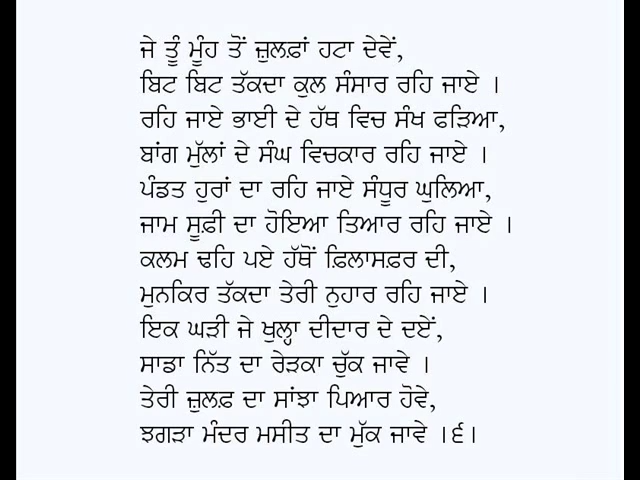 ਜੇ ਤੂੰ ਮੂੰਹ ਤੋਂ ਜ਼ੁਲਫ਼ਾਂ ਹਟਾ ਦੇਵੇਂ,
ਬਿਟ ਬਿਟ ਤੱਕਦਾ ਕੁਲ ਸੰਸਾਰ ਰਹਿ ਜਾਏ ।
ਰਹਿ ਜਾਏ ਭਾਈ ਦੇ ਹੱਥ ਵਿਚ ਸੰਖ ਫੜਿਆ,
ਬਾਂਗ ਮੁੱਲਾਂ ਦੇ ਸੰਘ ਵਿਚਕਾਰ ਰਹਿ ਜਾਏ ।
ਪੰਡਤ ਹੁਰਾਂ ਦਾ ਰਹਿ ਜਾਏ ਸੰਧੂਰ ਘੁਲਿਆ,
ਜਾਮ ਸੂਫ਼ੀ ਦਾ ਹੋਇਆ ਤਿਆਰ ਰਹਿ ਜਾਏ ।
ਕਲਮ ਢਹਿ ਪਏ ਹੱਥੋਂ ਫ਼ਿਲਾਸਫ਼ਰ ਦੀ,
ਮੁਨਕਿਰ ਤੱਕਦਾ ਤੇਰੀ ਨੁਹਾਰ ਰਹਿ ਜਾਏ ।
ਇਕ ਘੜੀ ਜੇ ਖੁਲ੍ਹਾ ਦੀਦਾਰ ਦੇ ਦਏਂ,
ਸਾਡਾ ਨਿੱਤ ਦਾ ਰੇੜਕਾ ਚੁੱਕ ਜਾਵੇ ।
ਤੇਰੀ ਜ਼ੁਲਫ਼ ਦਾ ਸਾਂਝਾ ਪਿਆਰ ਹੋਵੇ,
ਝਗੜਾ ਮੰਦਰ ਮਸੀਤ ਦਾ ਮੁੱਕ ਜਾਵੇ ।੬।